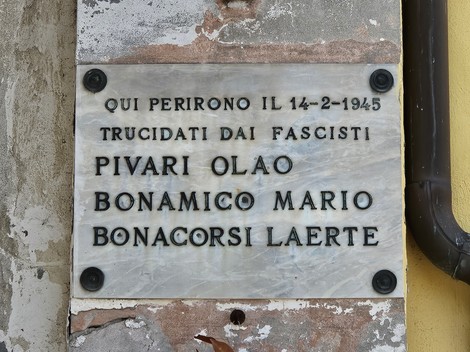 QUI PERIRONO IL 14-2-1945
TRUCIDATI DAI FASCISTI
PIVARI OLAO
BONAMICO MARIO
BONACORSI LAERTE